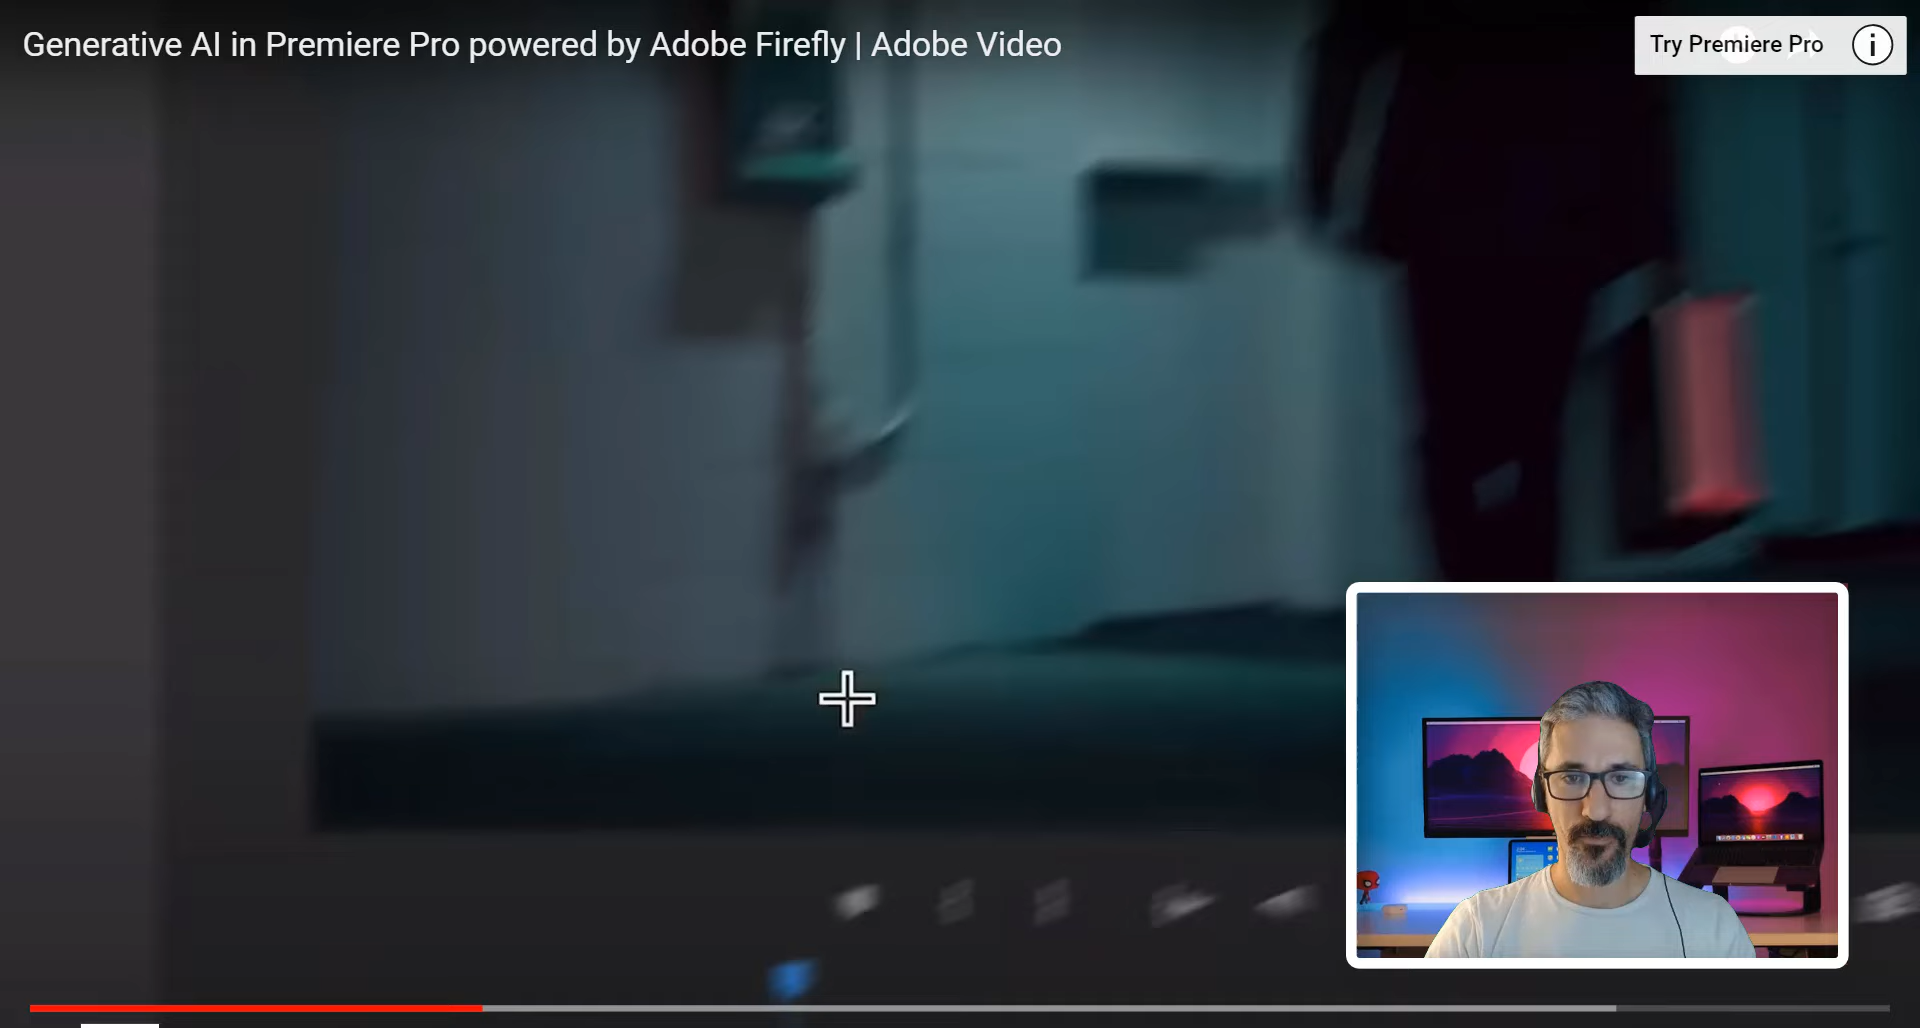 Generative AI in Premiere Pro powered by Adobe Firefly | Adobe Video
Try Premiere Pro